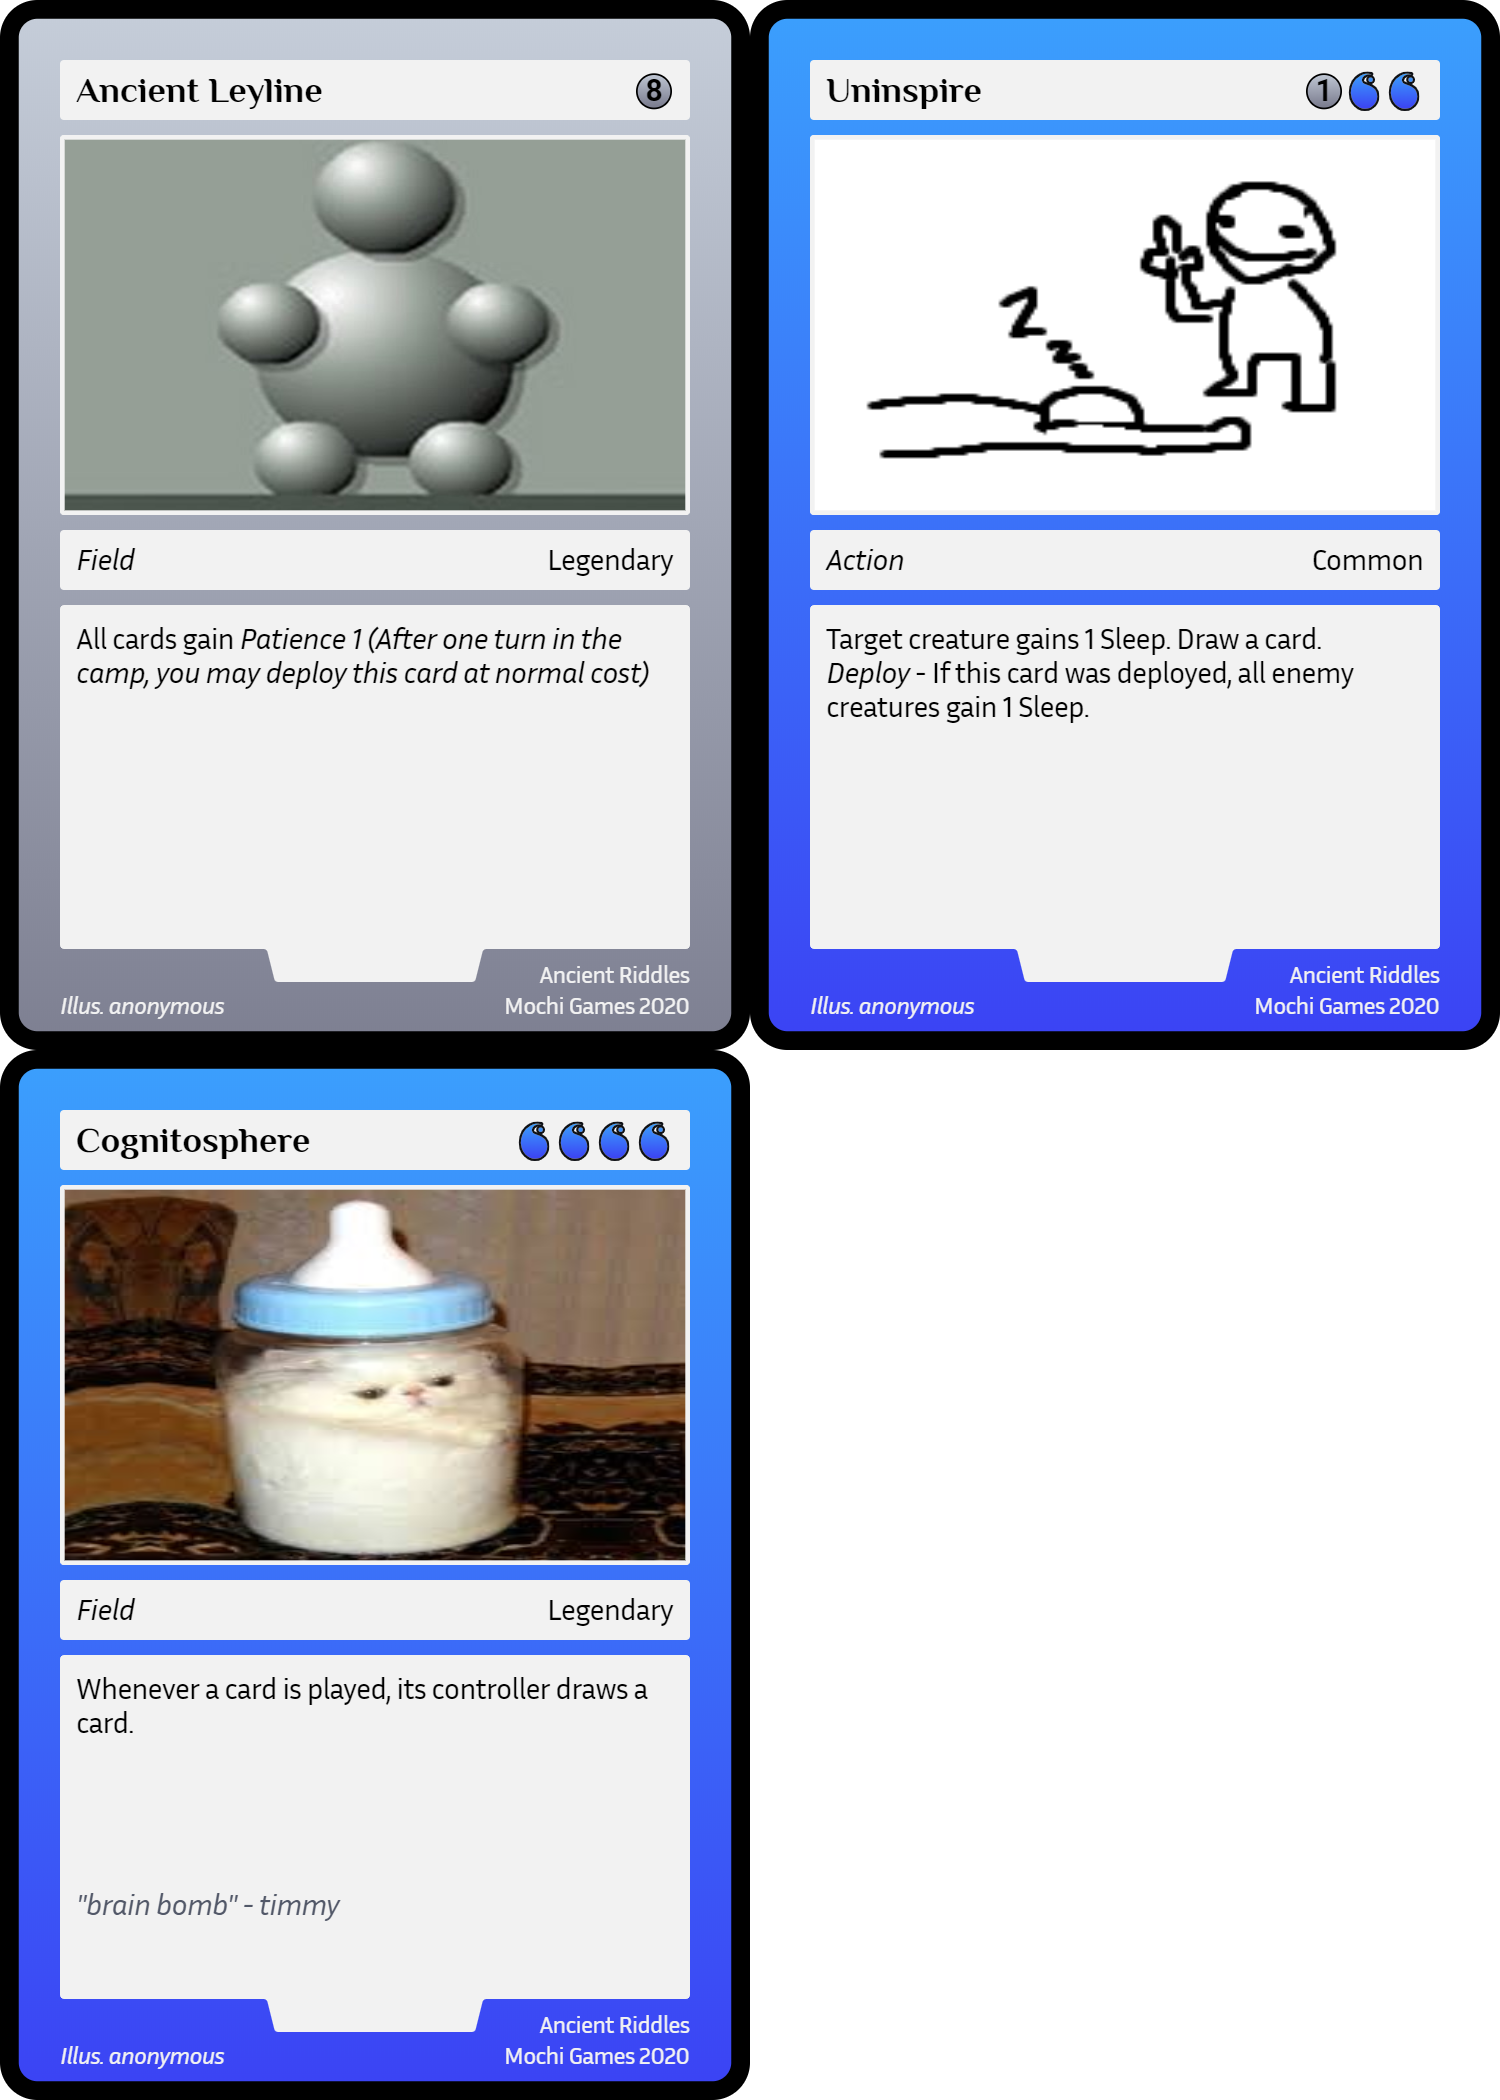 Ancient Leyline 8
Field Legendary
All cards gain Patience 1 (After one turn in the
camp, you may deploy this card at normal cost)
Ancient Riddles
Illus. anonymous Mochi Games 2020
Uninspire 1
Z z z
Action Common
Target creature gains 1 Sleep. Draw a card.
Deploy - If this card was deployed, all enemy
creatures gain 1 Sleep.
Ancient Riddles
Illus. anonymous Mochi Games 2020
Cognitosphere
Field Legendary
Whenever a card is played, its controller draws a
card.
"brain bomb" - timmy
Ancient Riddles
Illus. anonymous Mochi Games 2020